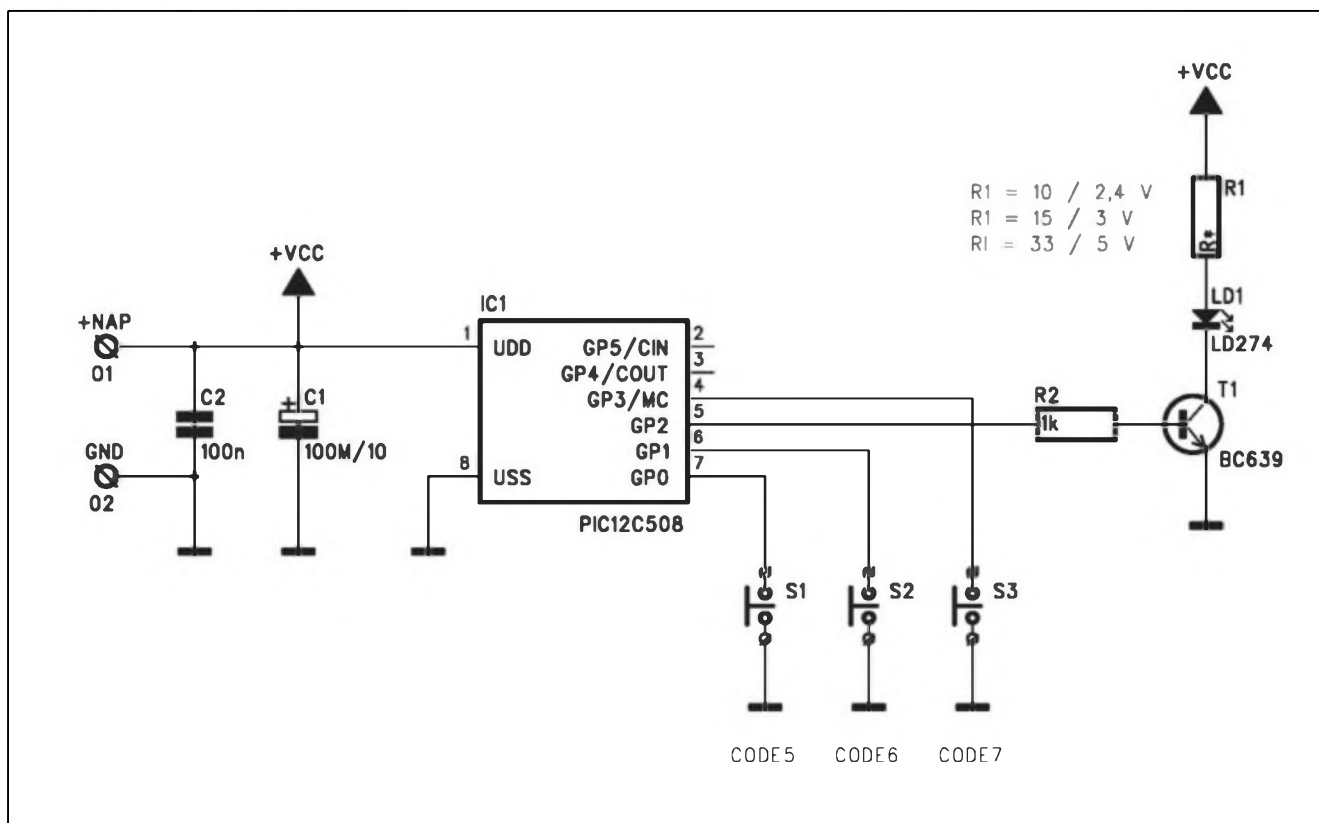 +VCC
R1 = 10 / 2,4 V
R1 = 15 / 3 V
RI = 33 / 5 V
R1
R*
LD1
LD274
+VCC
+NAP
01
C2
100n
+
C1
100M/10
GND
02
IC1
1
UDD
GP5/CIN
2
GP4/COUT
3
GP3/MC
4
GP2
5
GP1
6
8
USS
GP0
7
PIC12C508
R2
1k
T1
BC639
S1
S2
S3
CODE5
CODE6
CODE7